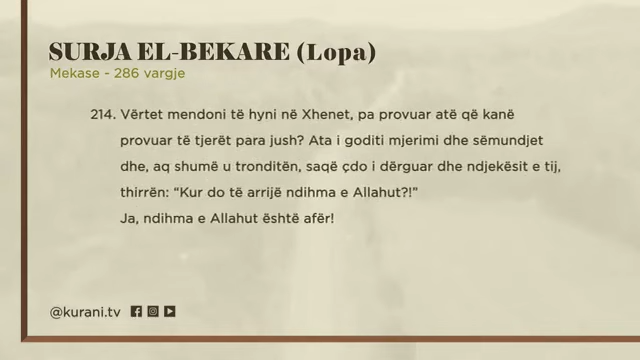 SURJA EL-BEKARE (Lopa)
Mekase - 286 vargje
214. Vërtet mendoni të hyni në Xhenet, pa provuar atë që kanë
provuar të tjerët para jush? Ata i goditi mjerimi dhe sëmundjet
dhe, aq shumë u tronditën, saqë çdo i dërguar dhe ndjekësit e tij,
thirrën: “Kur do të arrijë ndihma e Allahut?!”
Ja, ndihma e Allahut është afër!
@kurani.tv